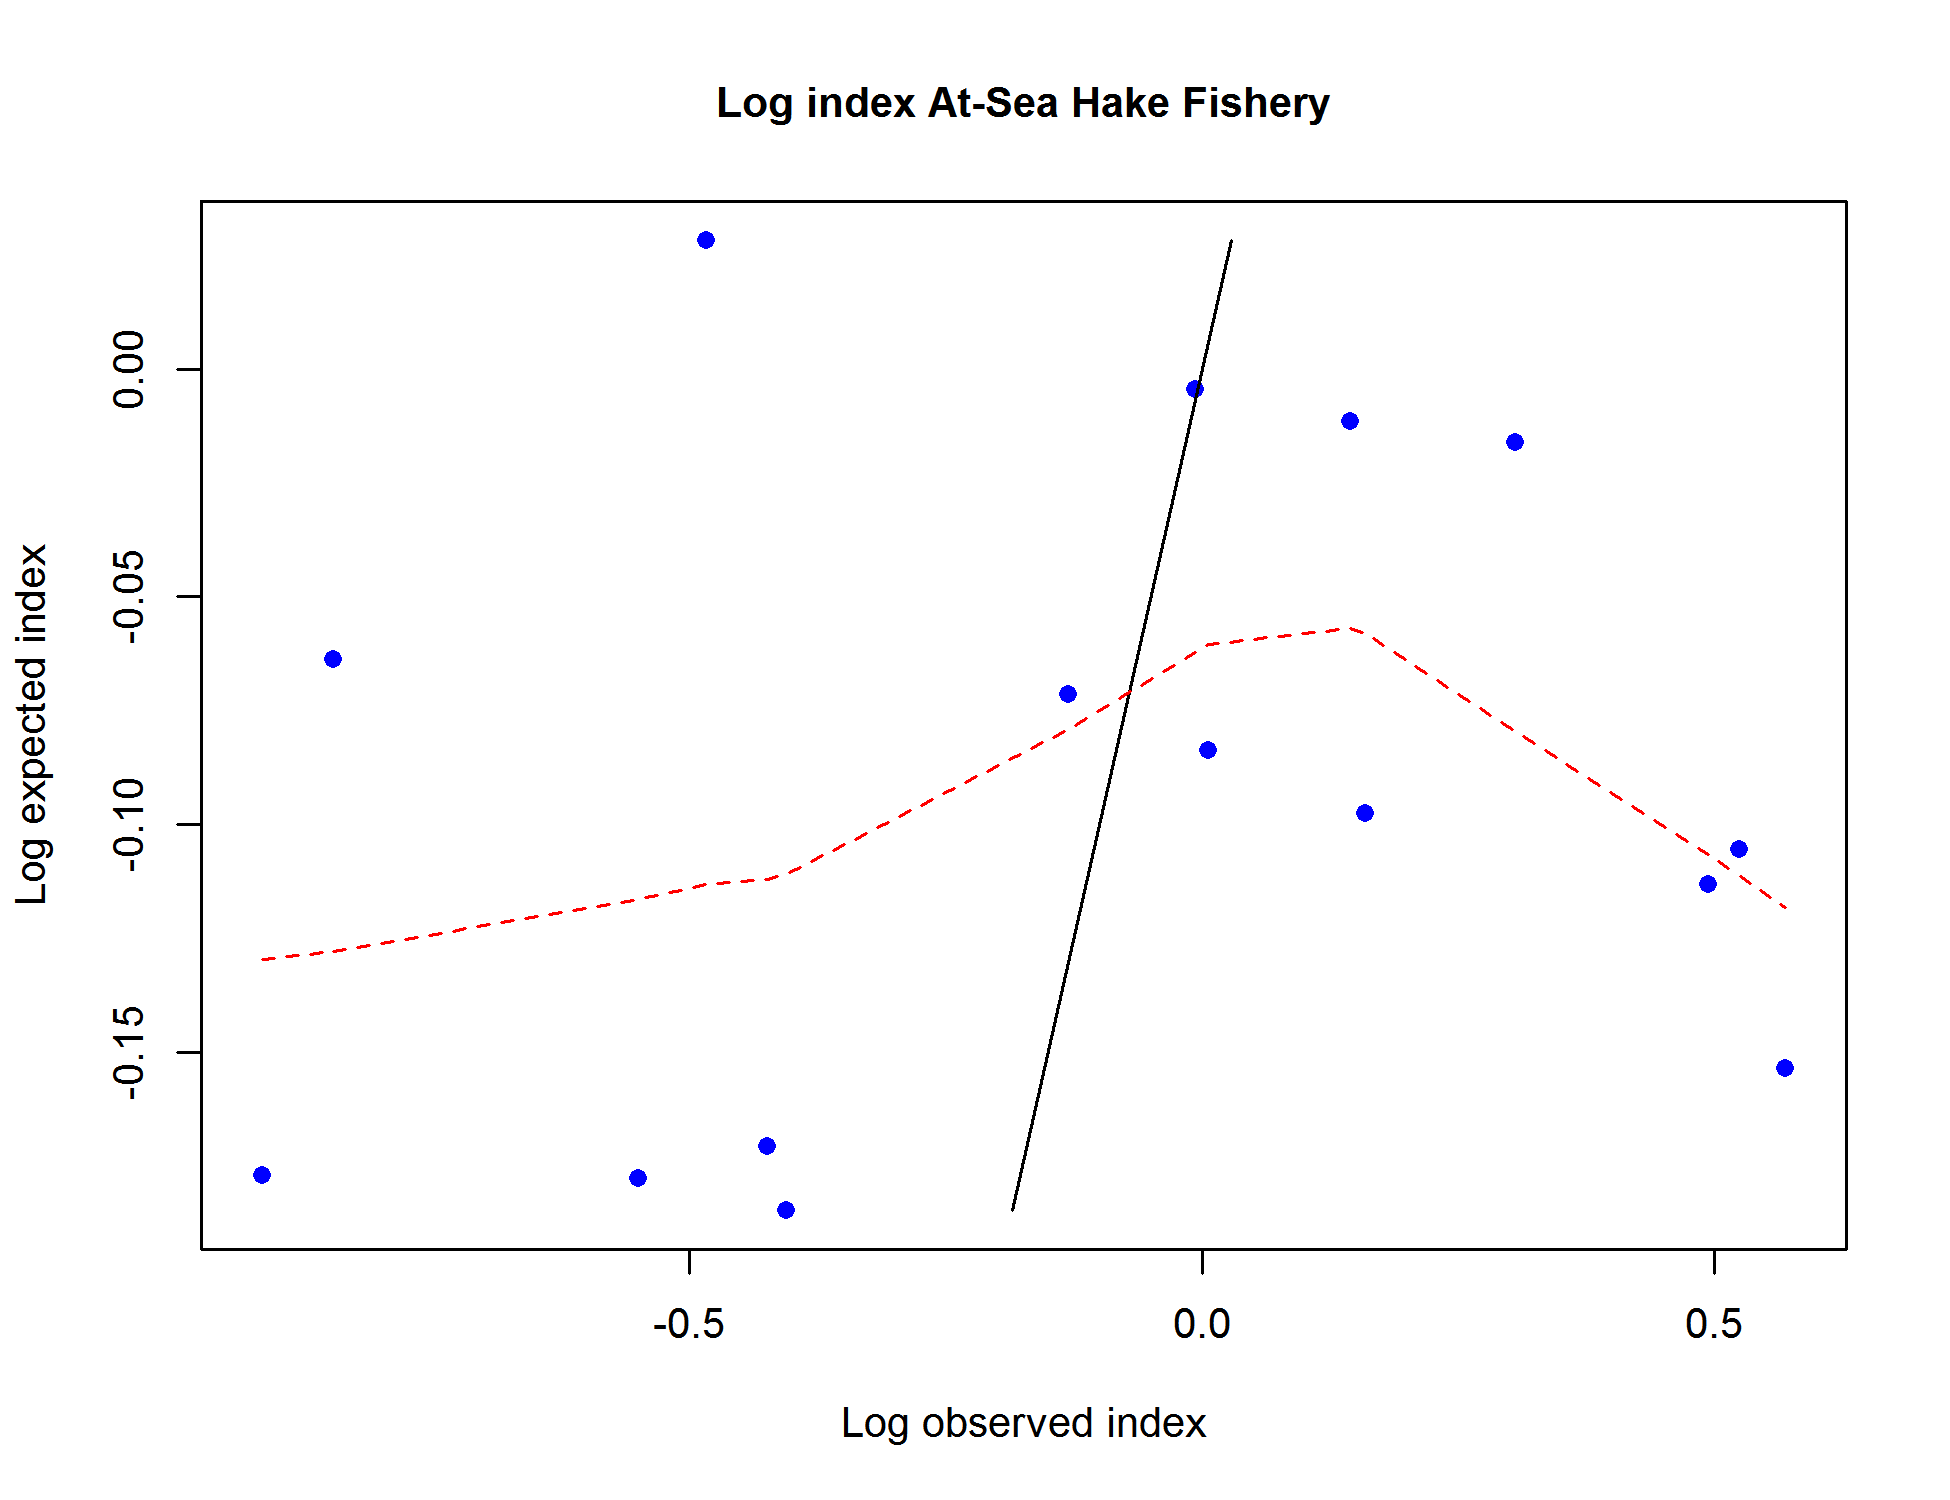 Log index At-Sea Hake Fishery
Log expected index
0.00
-0.05
-0.10
-0.15
-0.5 0.0 0.5
Log observed index